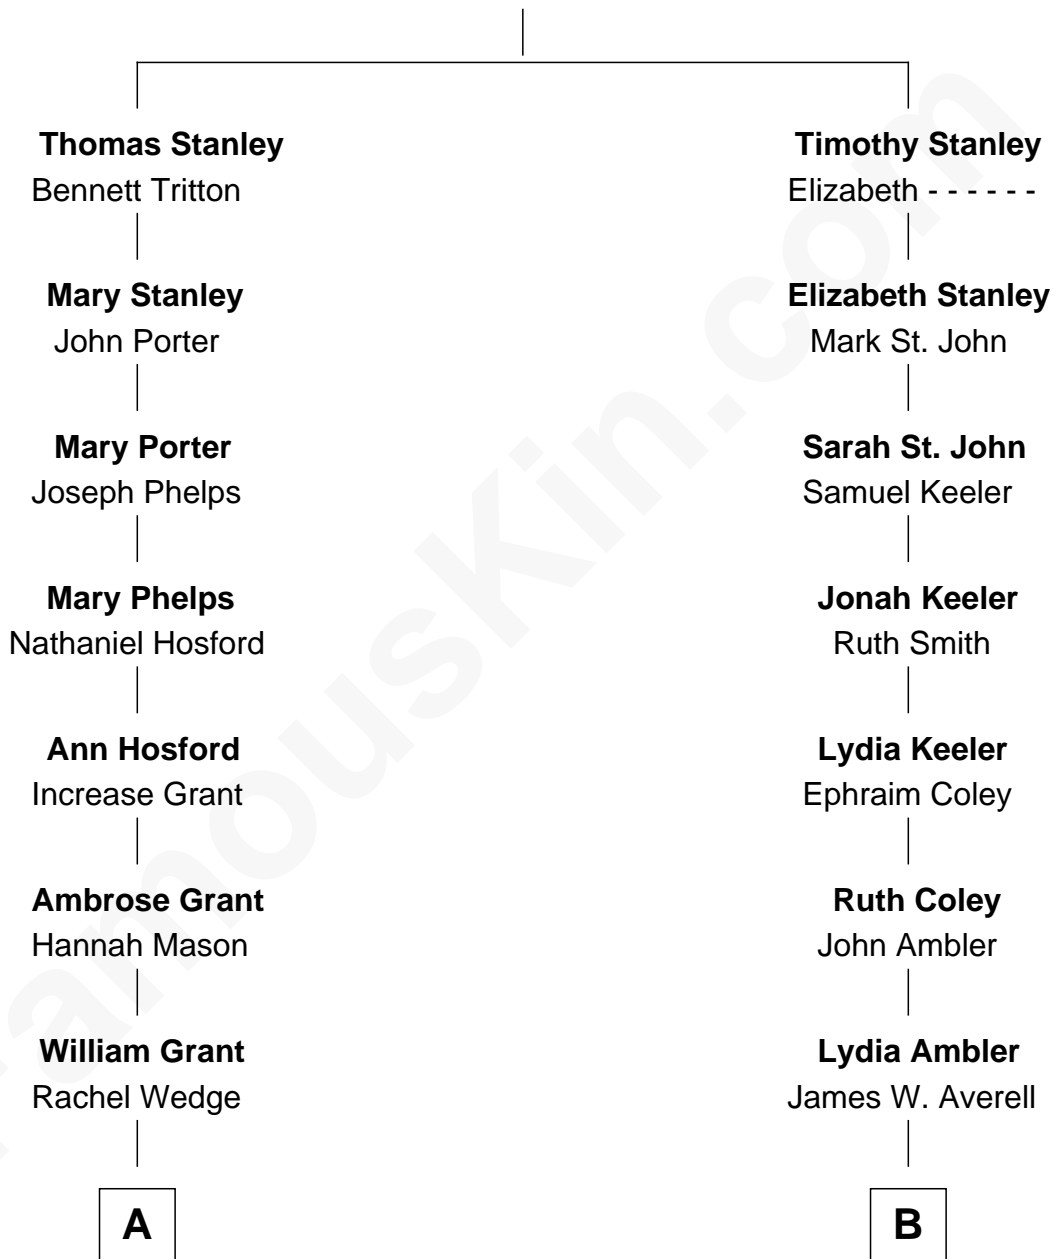 Thomas Stanley
Bennett Tritton
Mary Stanley
John Porter
Mary Porter
Joseph Phelps
Mary Phelps
Nathaniel Hosford
Ann Hosford
Increase Grant
Ambrose Grant
Hannah Mason
William Grant
Rachel Wedge
A
Timothy Stanley
Elizabeth - - - - - -
Elizabeth Stanley
Mark St. John
Sarah St. John
Samuel Keeler
Jonah Keeler
Ruth Smith
Lydia Keeler
Ephraim Coley
Ruth Coley
John Ambler
Lydia Ambler
James W. Averell
B
FamousKin.com